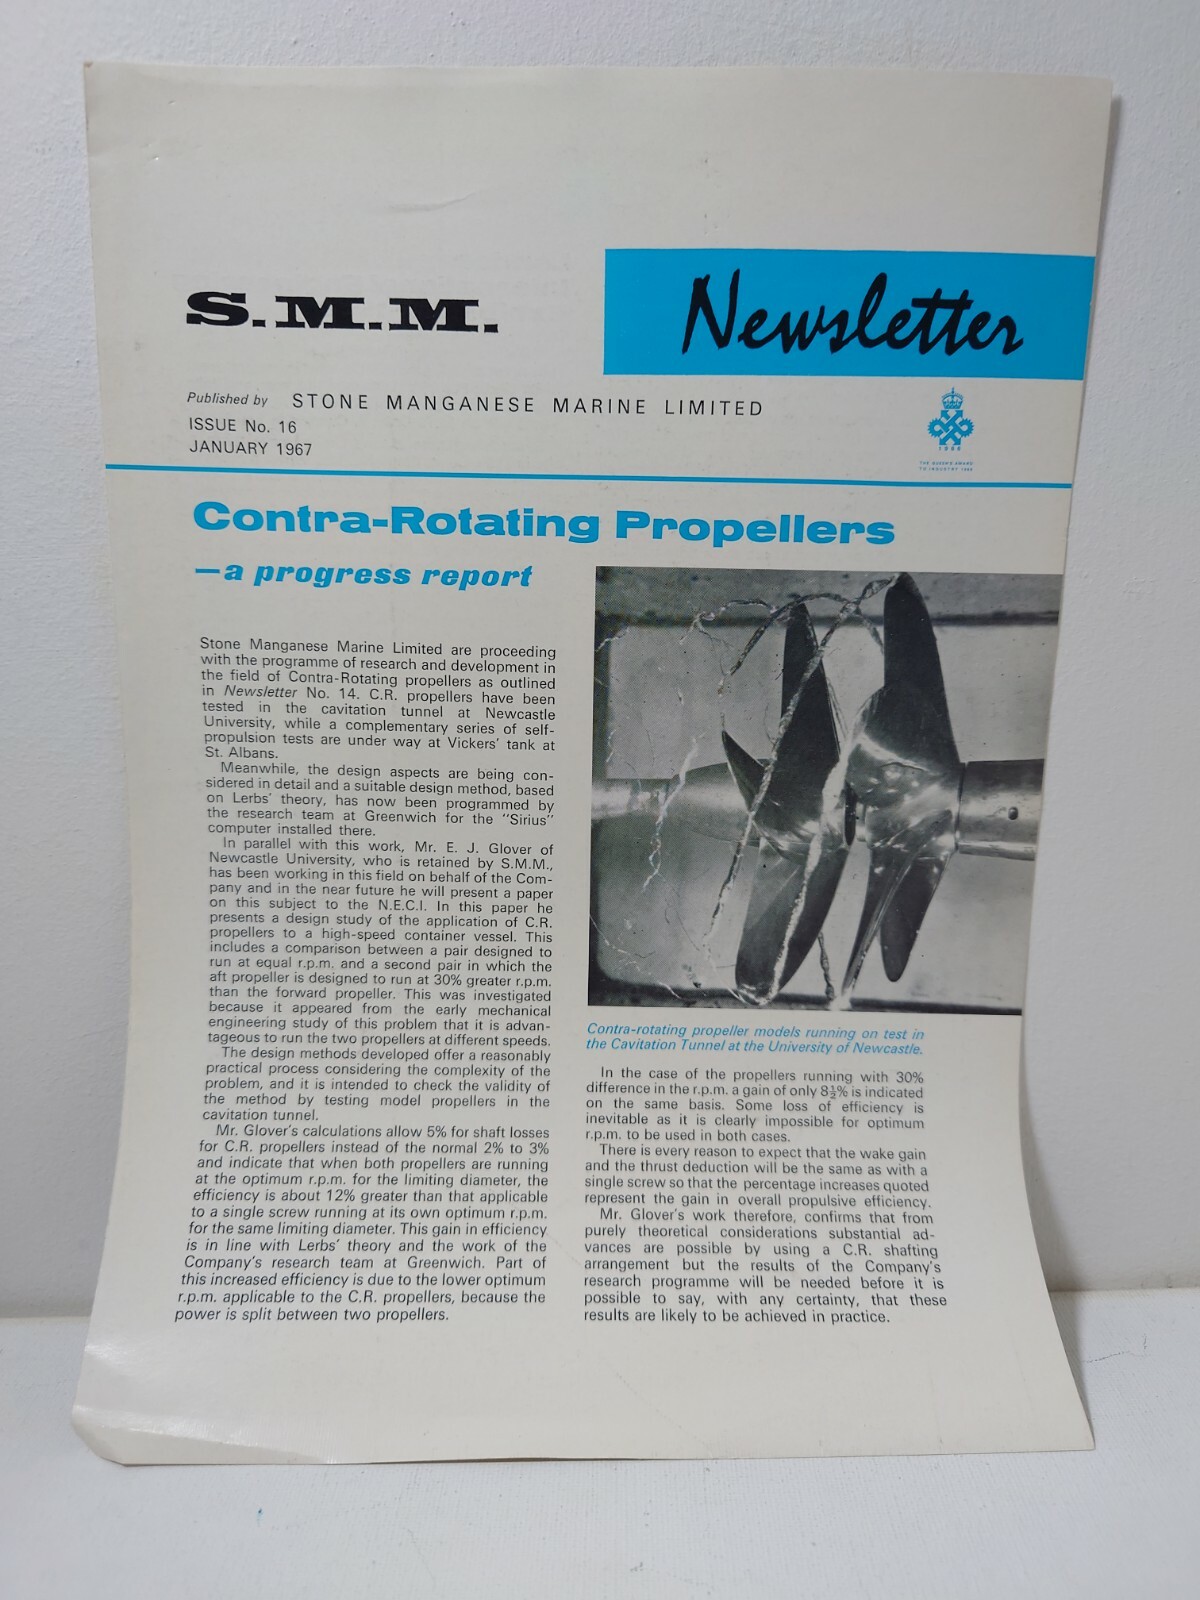 S.M.M.
Newsletter
Published by STONE MANGANESE MARINE LIMITED
ISSUE No. 16
JANUARY 1967
1966
THE QUEEN'S AWARD
TO INDUSTRY 1966
Contra-Rotating Propellers
—a progress report
Stone Manganese Marine Limited are proceeding
with the programme of research and development in
the field of Contra-Rotating propellers as outlined
in Newsletter No. 14. C.R. propellers have been
tested in the cavitation tunnel at Newcastle
University, while a complementary series of self-
propulsion tests are under way at Vickers' tank at
St. Albans.
Meanwhile, the design aspects are being con-
sidered in detail and a suitable design method, based
on Lerbs' theory, has now been programmed by
the research team at Greenwich for the "Sirius"
computer installed there.
In parallel with this work, Mr. E. J. Glover of
Newcastle University, who is retained by S.M.M.,
has been working in this field on behalf of the Com-
pany and in the near future he will present a paper
on this subject to the N.E.C.I. In this paper he
presents a design study of the application of C.R.
propellers to a high-speed container vessel. This
includes a comparison between a pair designed to
run at equal r.p.m. and a second pair in which the
aft propeller is designed to run at 30% greater r.p.m.
than the forward propeller. This was investigated
because it appeared from the early mechanical
engineering study of this problem that it is advan-
tageous to run the two propellers at different speeds.
The design methods developed offer a reasonably
practical process considering the complexity of the
problem, and it is intended to check the validity of
the method by testing model propellers in the
cavitation tunnel.
Mr. Glover's calculations allow 5% for shaft losses
for C.R. propellers instead of the normal 2% to 3%
and indicate that when both propellers are running
at the optimum r.p.m. for the limiting diameter, the
efficiency is about 12% greater than that applicable
to a single screw running at its own optimum r.p.m.
for the same limiting diameter. This gain in efficiency
is in line with Lerbs' theory and the work of the
Company's research team at Greenwich. Part of
this increased efficiency is due to the lower optimum
r.p.m. applicable to the C.R. propellers, because the
power is split between two propellers.
Contra-rotating propeller models running on test in
the Cavitation Tunnel at the University of Newcastle.
In the case of the propellers running with 30%
difference in the r.p.m. a gain of only 8½% is indicated
on the same basis. Some loss of efficiency is
inevitable as it is clearly impossible for optimum
r.p.m. to be used in both cases.
There is every reason to expect that the wake gain
and the thrust deduction will be the same as with a
single screw so that the percentage increases quoted
represent the gain in overall propulsive efficiency.
Mr. Glover's work therefore, confirms that from
purely theoretical considerations substantial ad-
vances are possible by using a C.R. shafting
arrangement but the results of the Company's
research programme will be needed before it is
possible to say, with any certainty, that these
results are likely to be achieved in practice.